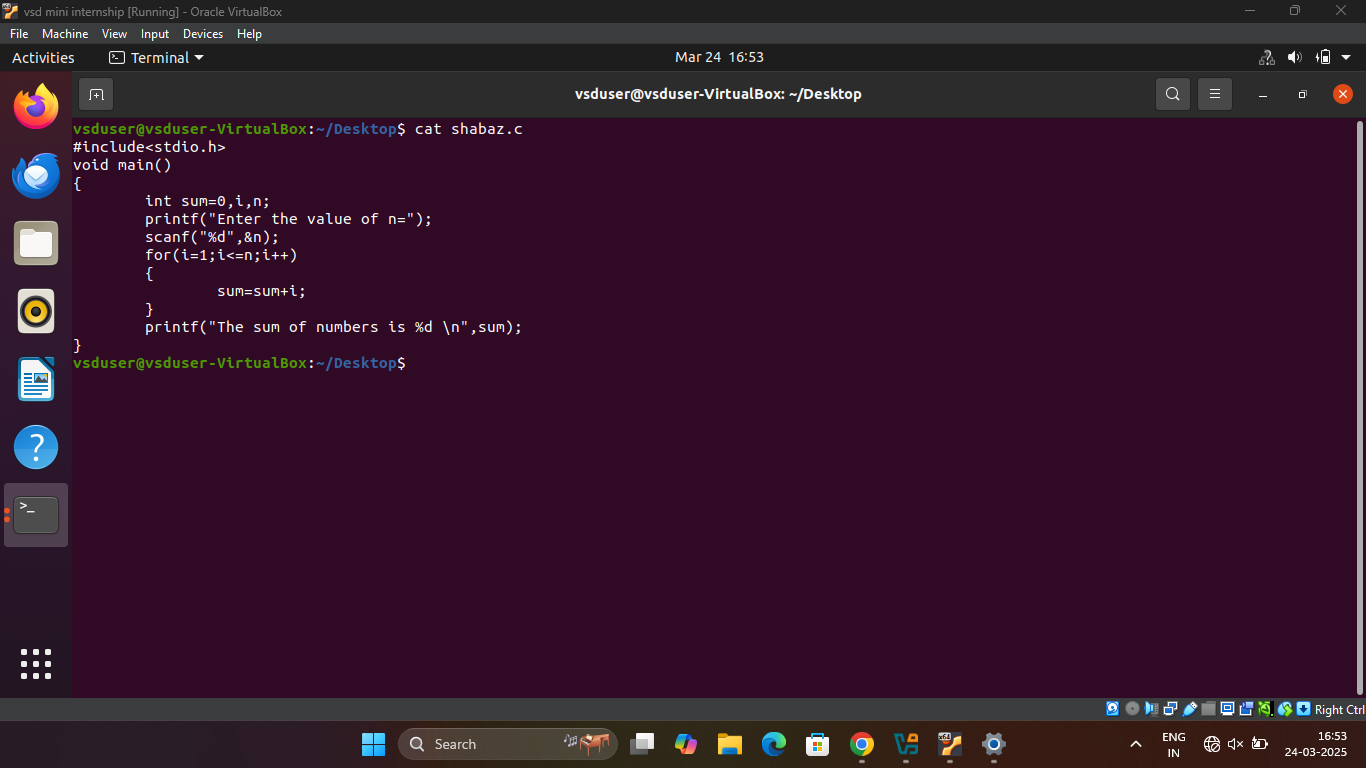 vsd mini internship [Running] - Oracle VirtualBox
File Machine View Input Devices Help
Activities Terminal Mar 24 16:53
vsduser@vsduser-VirtualBox: ~/Desktop
vsduser@vsduser-VirtualBox:~/Desktop$ cat shabaz.c
#include<stdio.h>
void main()
{
        int sum=0,i,n;
        printf("Enter the value of n=");
        scanf("%d",&n);
        for(i=1;i<=n;i++)
        {
                sum=sum+i;
        }
        printf("The sum of numbers is %d \n",sum);
}
vsduser@vsduser-VirtualBox:~/Desktop$
?
>_
Right Ctrl
Search
ENG
IN
16:53
24-03-2025